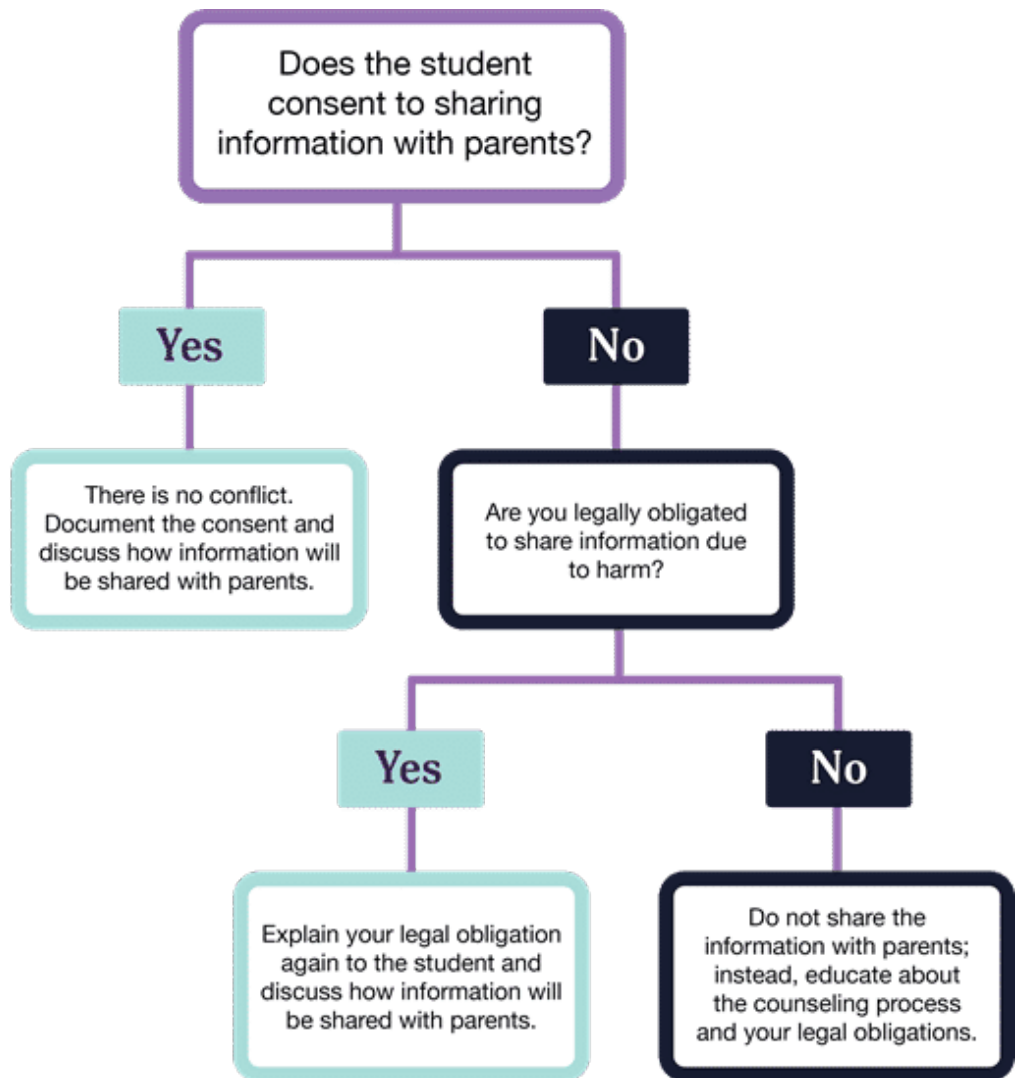 Does the student
consent to sharing
information with parents?
Yes
No
There is no conflict.
Document the consent and
discuss how information will
be shared with parents.
Are you legally obligated
to share information due
to harm?
Yes
No
Explain your legal obligation
again to the student and
discuss how information will
be shared with parents.
Do not share the
information with parents;
instead, educate about
the counseling process
and your legal obligations.